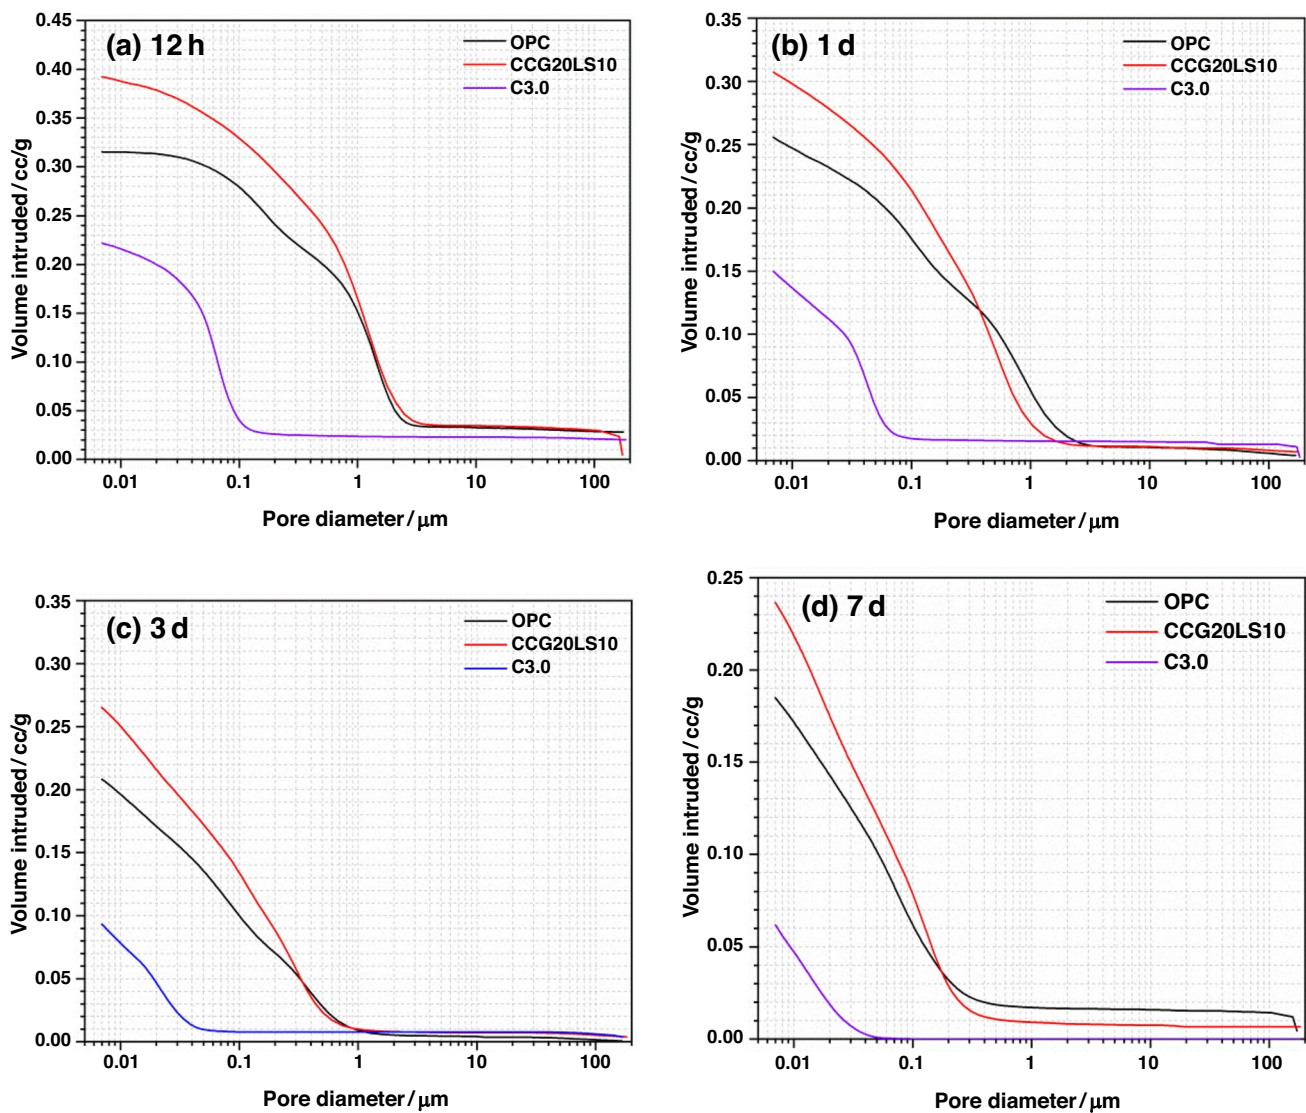 (a) 12 h
OPC
CCG20LS10
C3.0
0.45
0.40
0.35
0.30
0.25
0.20
0.15
0.10
0.05
0.00
Volume intruded / cc/g
0.01 0.1 1 10 100
Pore diameter / μm
(b) 1 d
OPC
CCG20LS10
C3.0
0.35
0.30
0.25
0.20
0.15
0.10
0.05
0.00
Volume intruded / cc/g
0.01 0.1 1 10 100
Pore diameter / μm
(c) 3 d
OPC
CCG20LS10
C3.0
0.35
0.30
0.25
0.20
0.15
0.10
0.05
0.00
Volume intruded / cc/g
0.01 0.1 1 10 100
Pore diameter / μm
(d) 7 d
OPC
CCG20LS10
C3.0
0.25
0.20
0.15
0.10
0.05
0.00
Volume intruded / cc/g
0.01 0.1 1 10 100
Pore diameter / μm